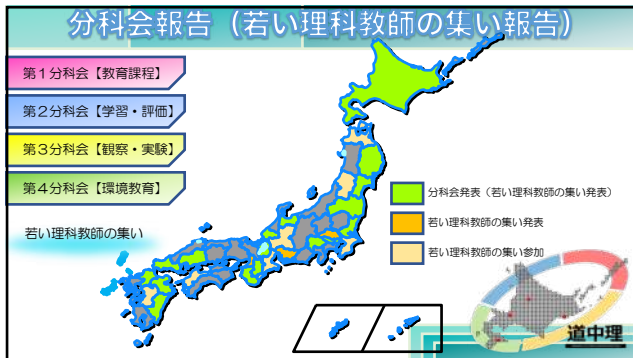 分科会報告（若い理科教師の集い報告）
第１分科会【教育課程】
第２分科会【学習・評価】
第３分科会【観察・実験】
第４分科会【環境教育】
若い理科教師の集い
分科会発表（若い理科教師の集い発表）
若い理科教師の集い発表
若い理科教師の集い参加
道中理